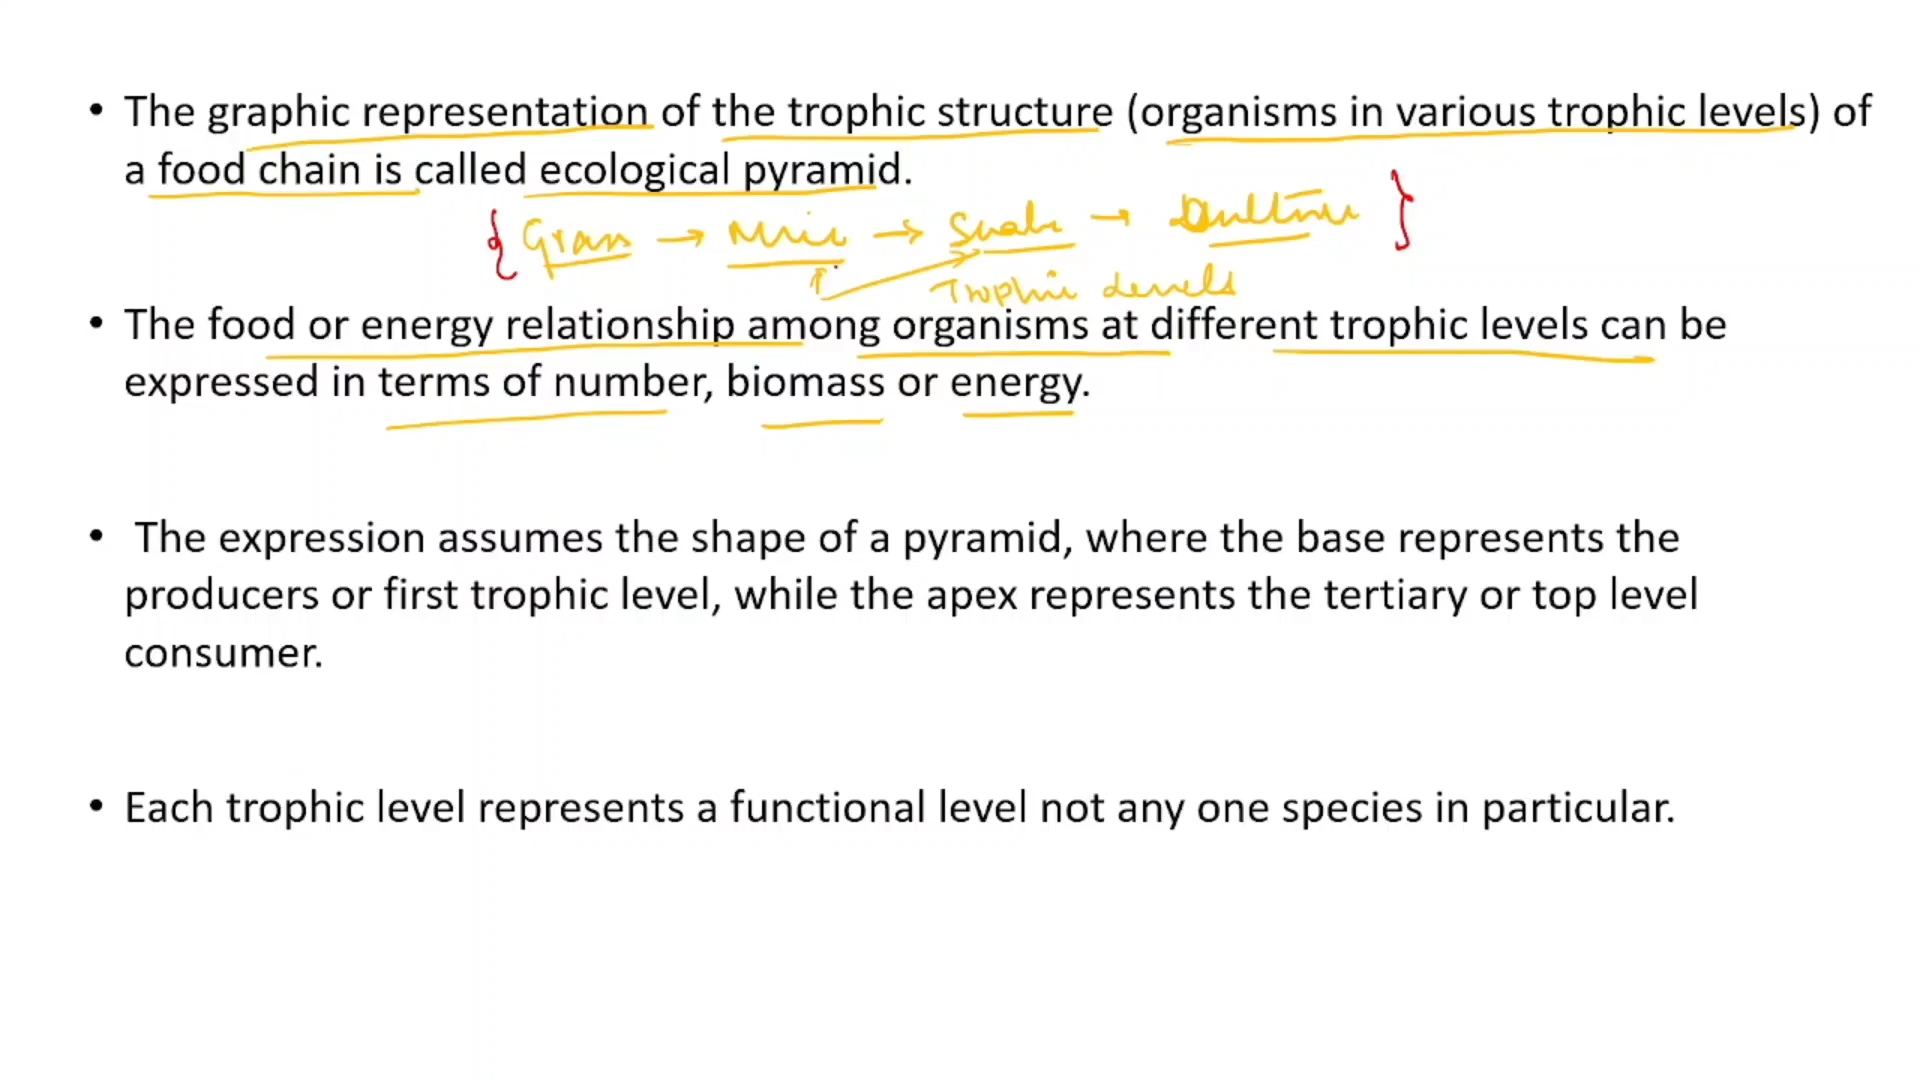 • The graphic representation of the trophic structure (organisms in various trophic levels) of
a food chain is called ecological pyramid.
{ Grass → Mice → Snake → Vulture }
Trophic Levels
• The food or energy relationship among organisms at different trophic levels can be
expressed in terms of number, biomass or energy.
• The expression assumes the shape of a pyramid, where the base represents the
producers or first trophic level, while the apex represents the tertiary or top level
consumer.
• Each trophic level represents a functional level not any one species in particular.